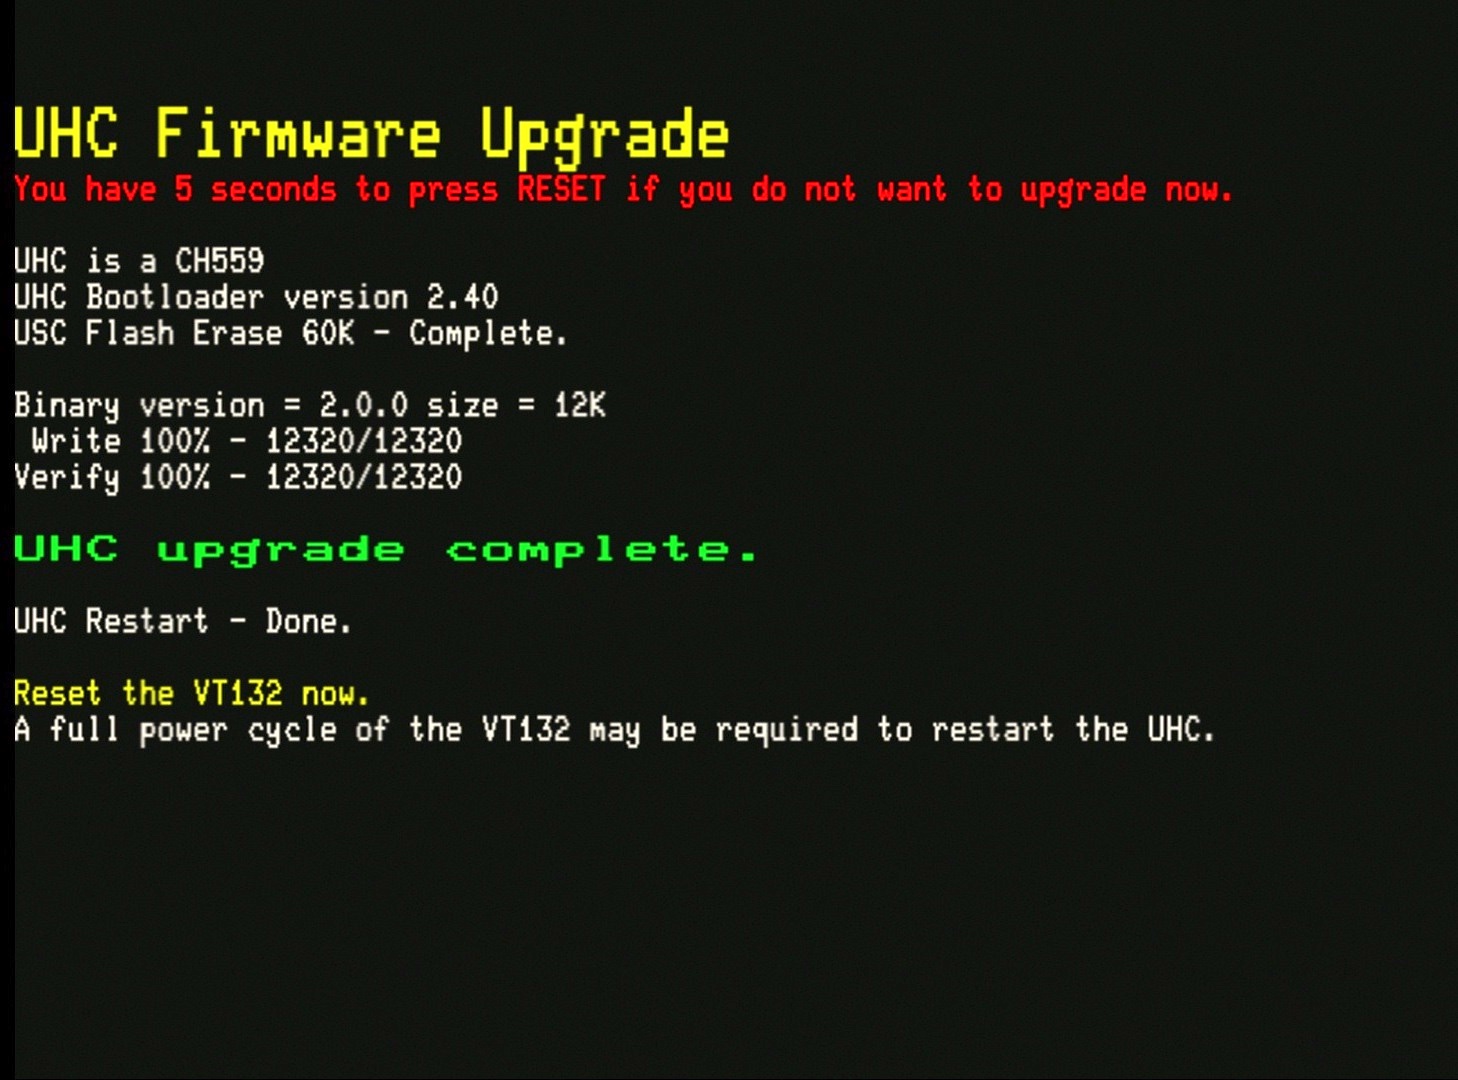 UHC Firmware Upgrade
You have 5 seconds to press RESET if you do not want to upgrade now.
UHC is a CH559
UHC Bootloader version 2.40
USC Flash Erase 60K - Complete.
Binary version = 2.0.0 size = 12K
Write 100% - 12320/12320
Verify 100% - 12320/12320
UHC upgrade complete.
UHC Restart - Done.
Reset the VT132 now.
A full power cycle of the VT132 may be required to restart the UHC.